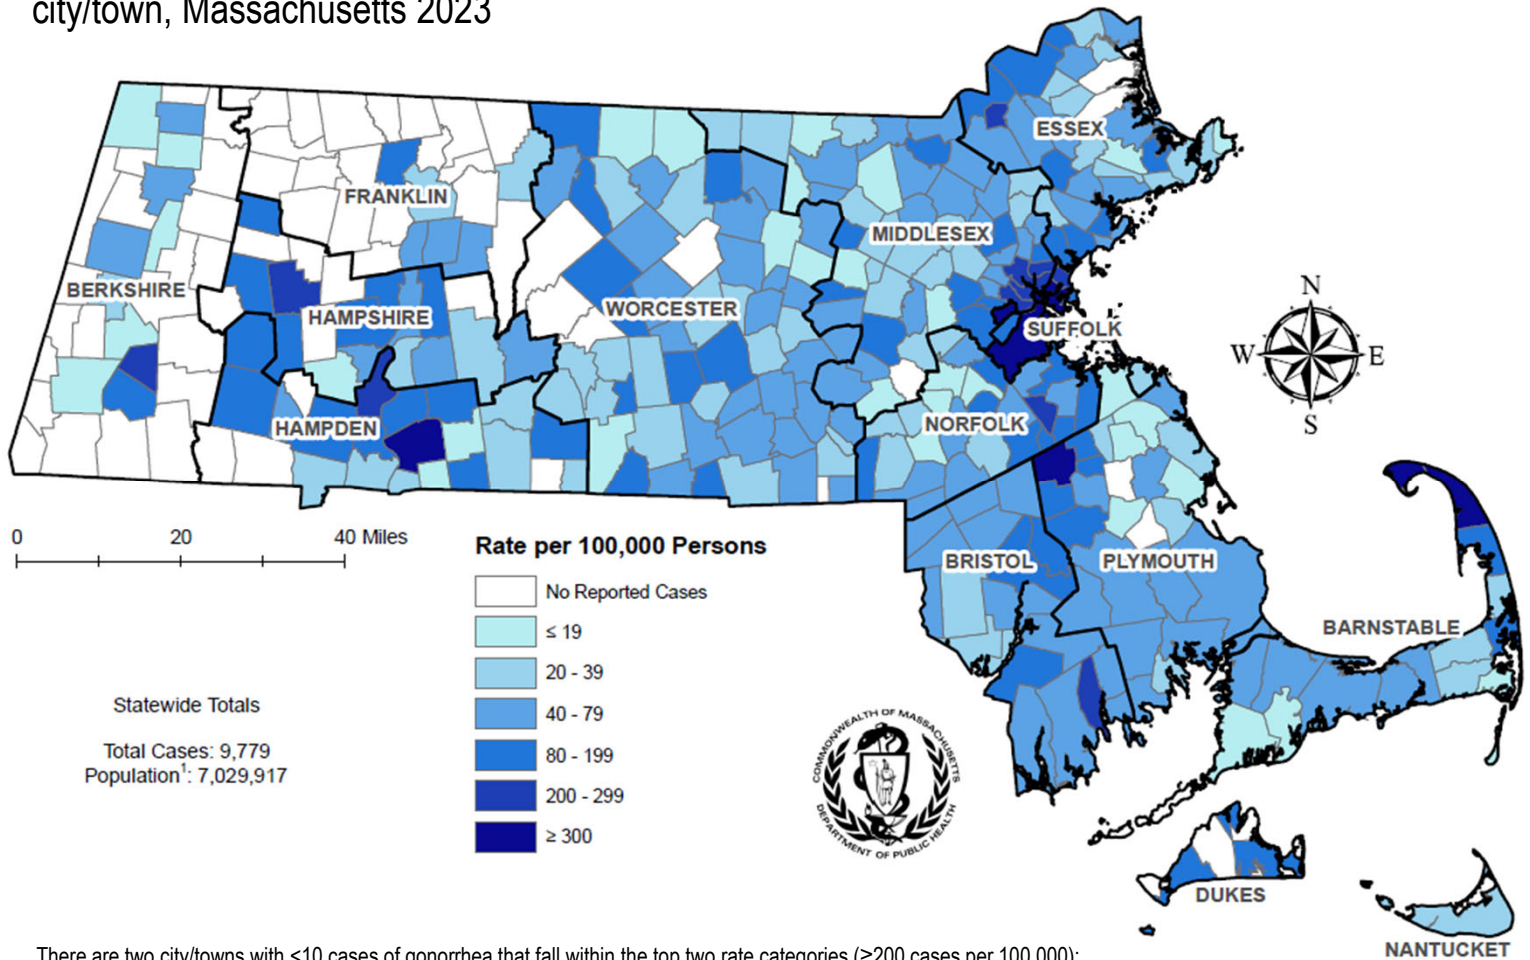 city/town, Massachusetts 2023
ESSEX
FRANKLIN
MIDDLESEX
BERKSHIRE
HAMPSHIRE
WORCESTER
SUFFOLK
N
W E
S
HAMPDEN
NORFOLK
0 20 40 Miles
Rate per 100,000 Persons
No Reported Cases
≤ 19
20 - 39
40 - 79
80 - 199
200 - 299
≥ 300
BRISTOL
PLYMOUTH
BARNSTABLE
Statewide Totals
Total Cases: 9,779
Population¹: 7,029,917
COMMONWEALTH OF MASSACHUSETTS
DEPARTMENT OF PUBLIC HEALTH
DUKES
NANTUCKET
There are two city/towns with <10 cases of gonorrhea that fall within the top two rate categories (≥200 cases per 100,000):